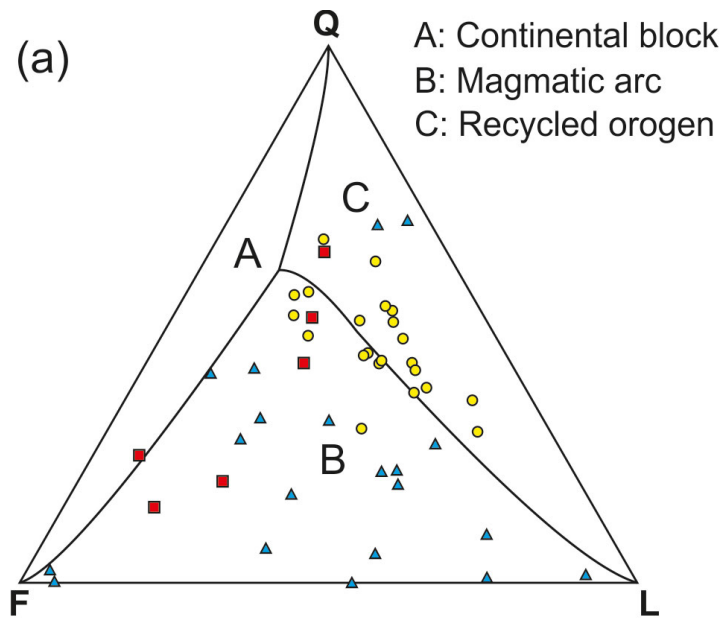 Q
(a)
A: Continental block
B: Magmatic arc
C: Recycled orogen
C
A
B
F
L